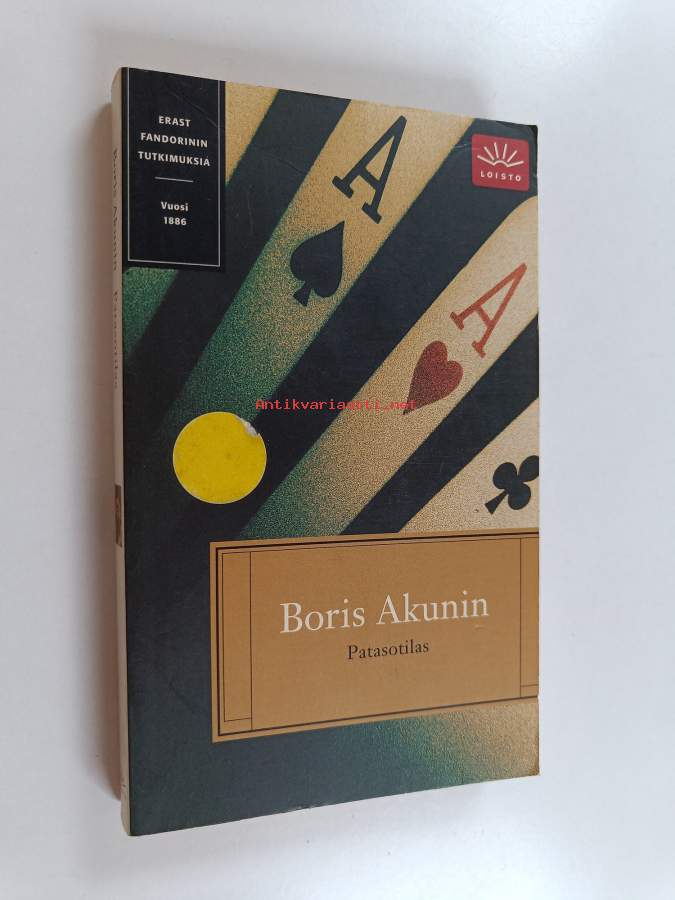 ERAST
FANDORININ
TUTKIMUKSIA
Vuosi
1886
A
LOISTO
A
Antikvariaatti.net
Boris Akunin
Patasotilas
Boris Akunin Patasotilas